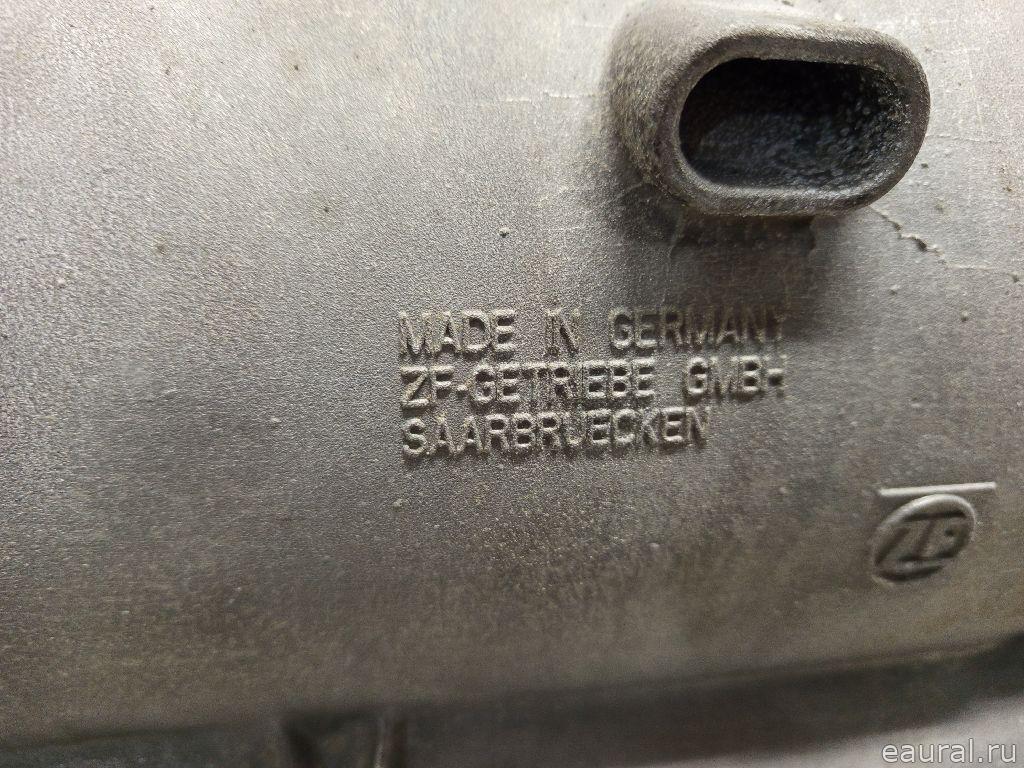 MADE IN GERMANY
ZF-GETRIEBE GMBH
SAARBRUECKEN
ZF
eaural.ru